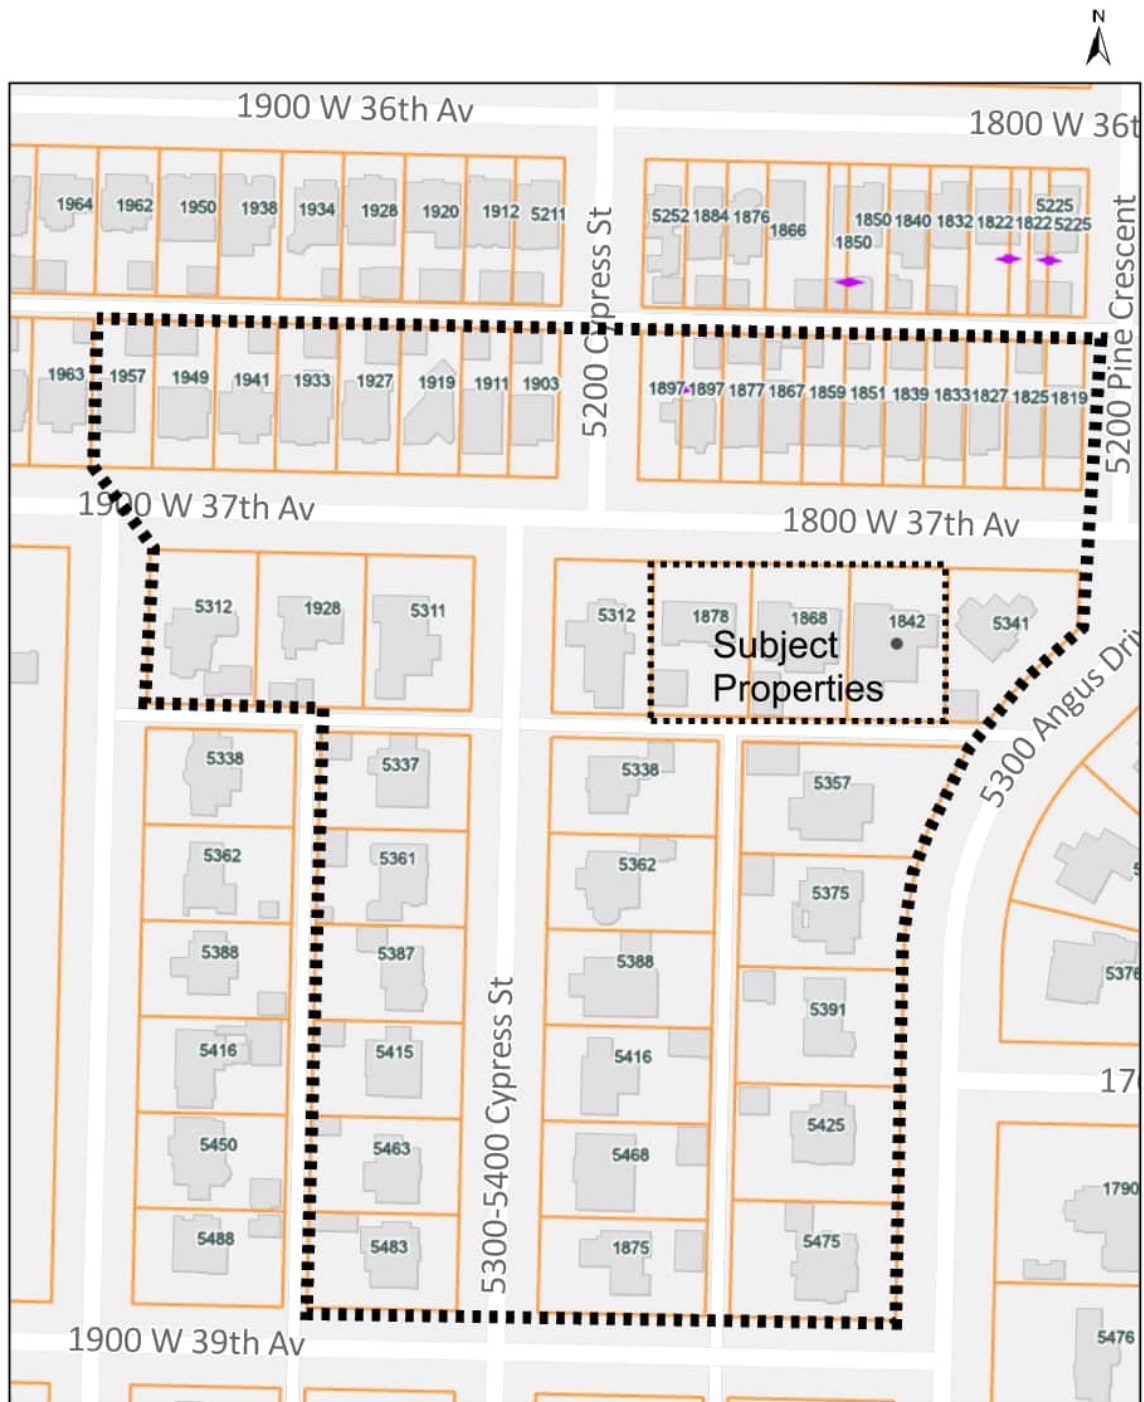 N
1900 W 36th Av
1800 W 36t
1964 1962 1950 1938 1934 1928 1920 1912 5211
5252 1884 1876 1866 1850 1850 1840 1832 1822 1822 5225 5225
5200 Cypress St
5200 Pine Crescent
1963 1957 1949 1941 1933 1927 1919 1911 1903
1897 1897 1877 1867 1859 1851 1839 1833 1827 1825 1819
1900 W 37th Av
1800 W 37th Av
5312 1928 5311
5312 1878 1868 1842 5341
Subject
Properties
5300 Angus Driv
5338 5337 5338 5357
5362 5361 5362 5375
5388 5387 5388 5391
5376
5416 5415 5416 5425
17
5300-5400 Cypress St
5450 5463 5468 5475
1790
5488 5483 1875
1900 W 39th Av
5476